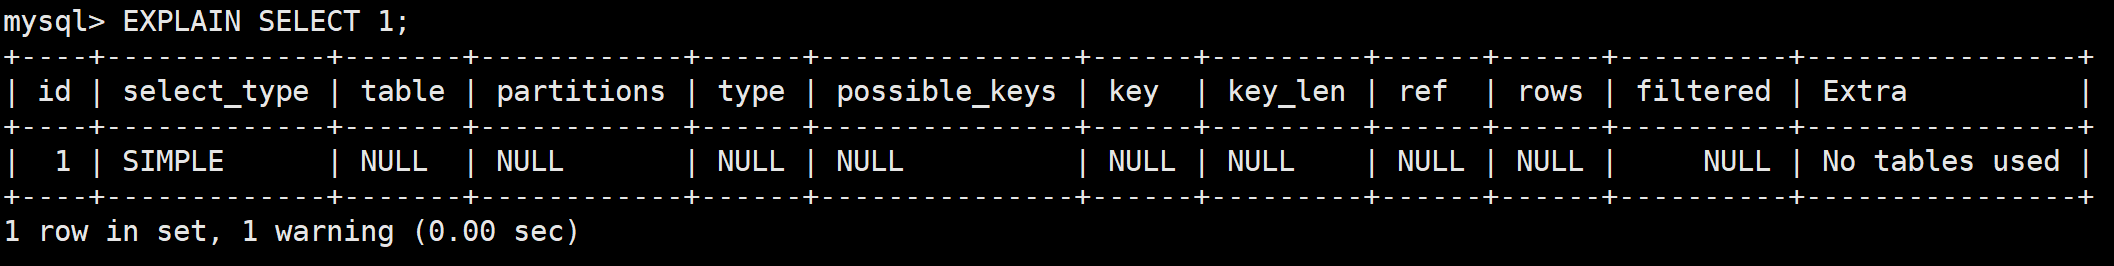 mysql> EXPLAIN SELECT 1;
+----+-------------+-------+------------+------+---------------+------+---------+------+------+----------+----------------+
| id | select_type | table | partitions | type | possible_keys | key  | key_len | ref  | rows | filtered | Extra          |
+----+-------------+-------+------------+------+---------------+------+---------+------+------+----------+----------------+
|  1 | SIMPLE      | NULL  | NULL       | NULL | NULL          | NULL | NULL    | NULL | NULL |     NULL | No tables used |
+----+-------------+-------+------------+------+---------------+------+---------+------+------+----------+----------------+
1 row in set, 1 warning (0.00 sec)